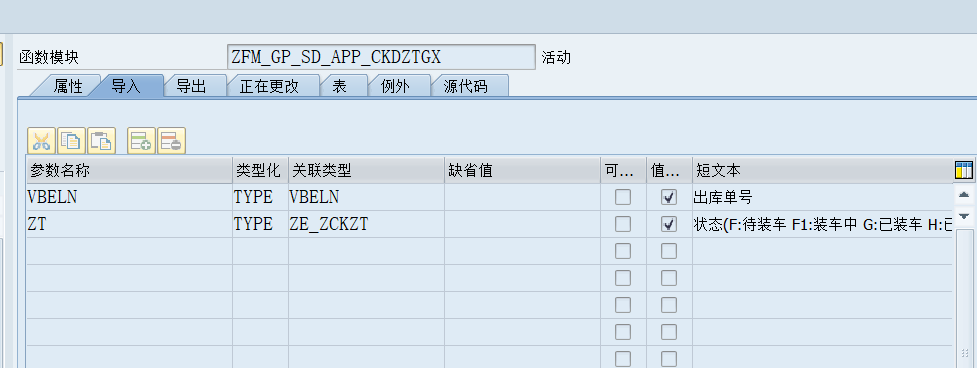 函数模块 ZFM_GP_SD_APP_CKDZTGX 活动
属性 导入 导出 正在更改 表 例外 源代码
参数名称 类型化 关联类型 缺省值 可... 值... 短文本
VBELN TYPE VBELN 出库单号
ZT TYPE ZE_ZCKZT 状态(F:待装车 F1:装车中 G:已装车 H:已